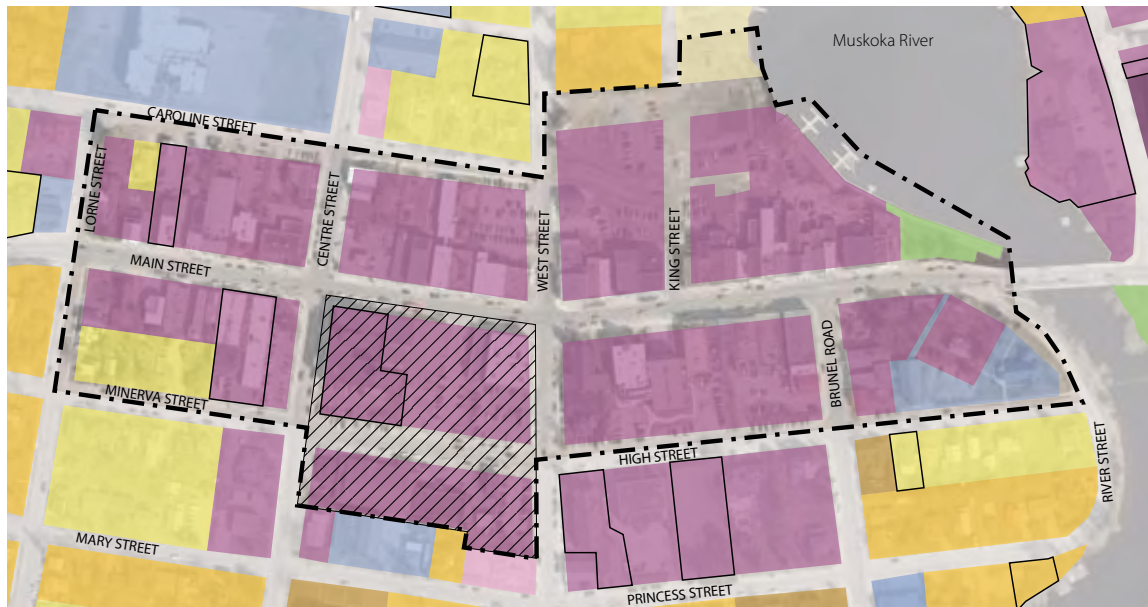 Muskoka River
CAROLINE STREET
LORNE STREET
CENTRE STREET
WEST STREET
KING STREET
MAIN STREET
BRUNEL ROAD
MINERVA STREET
HIGH STREET
RIVER STREET
MARY STREET
PRINCESS STREET